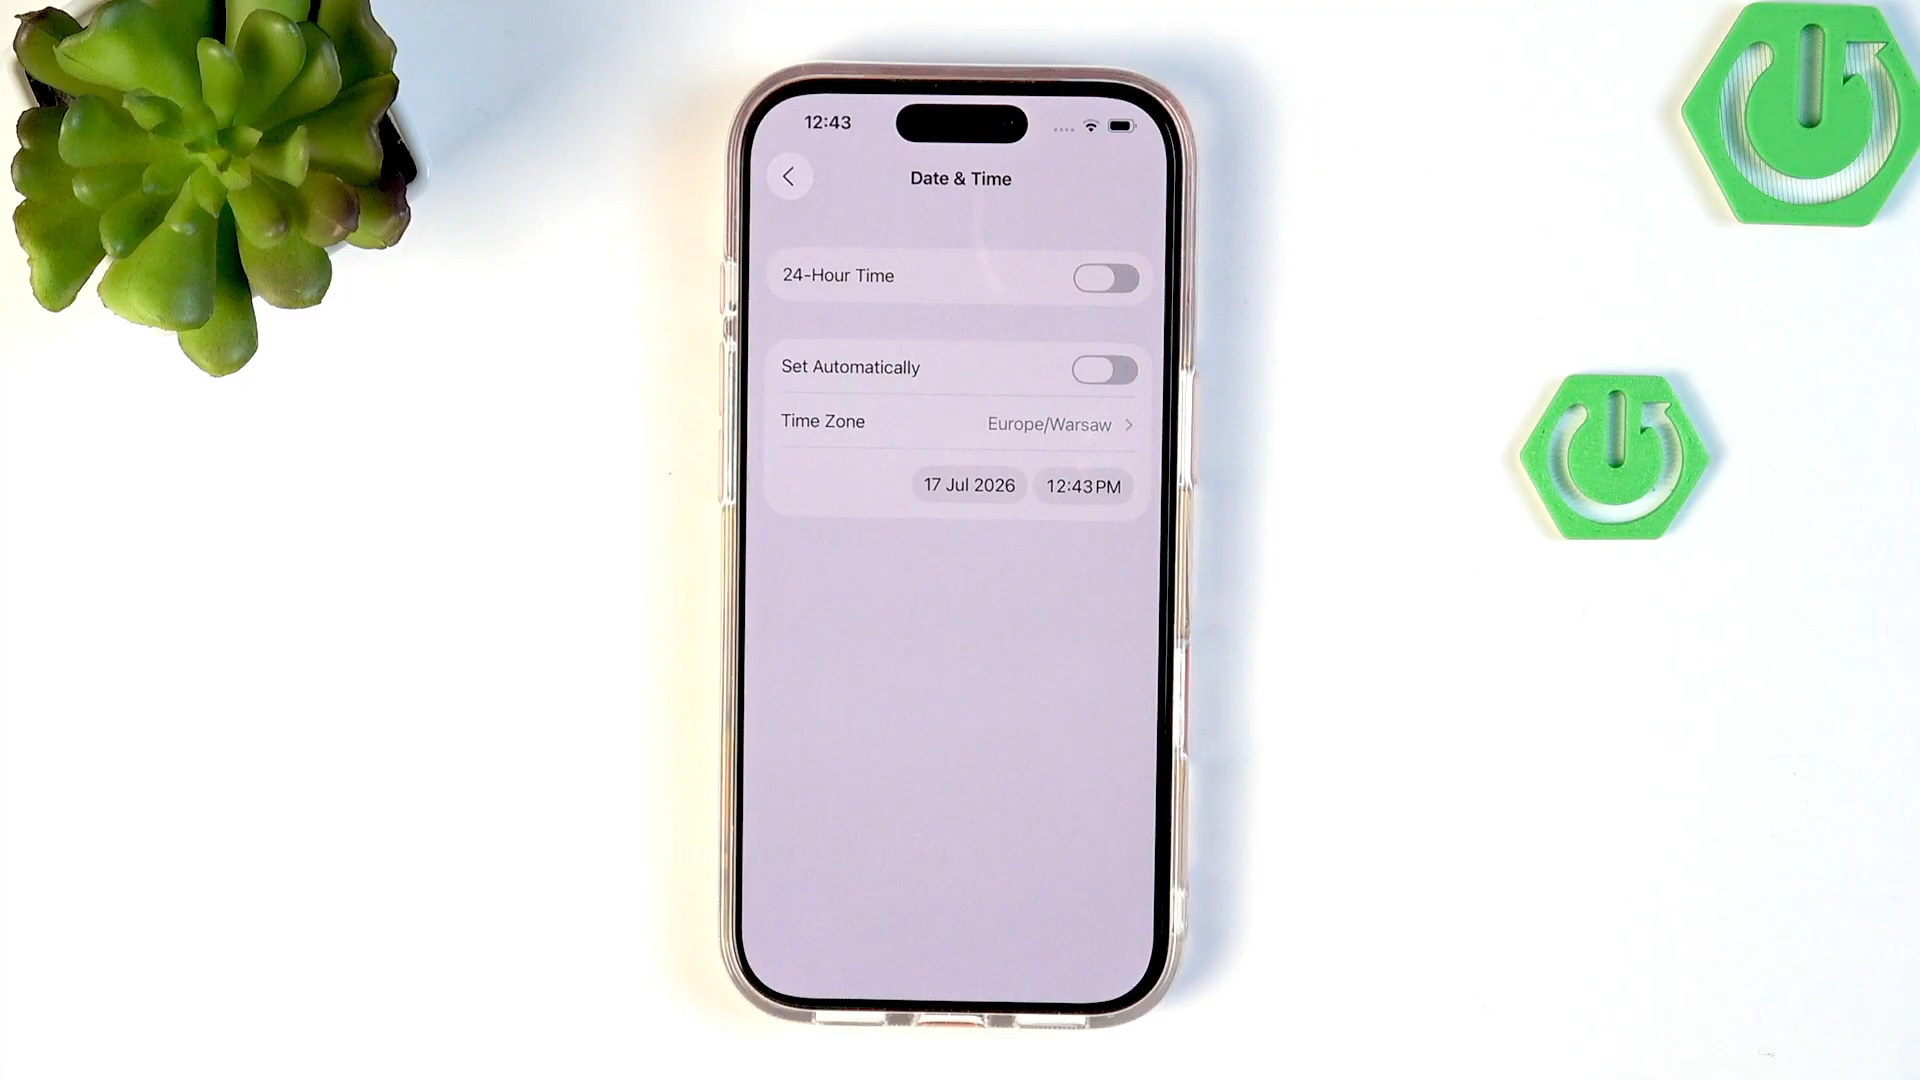 12:43
Date & Time
24-Hour Time
Set Automatically
Time Zone Europe/Warsaw
17 Jul 2026 12:43 PM